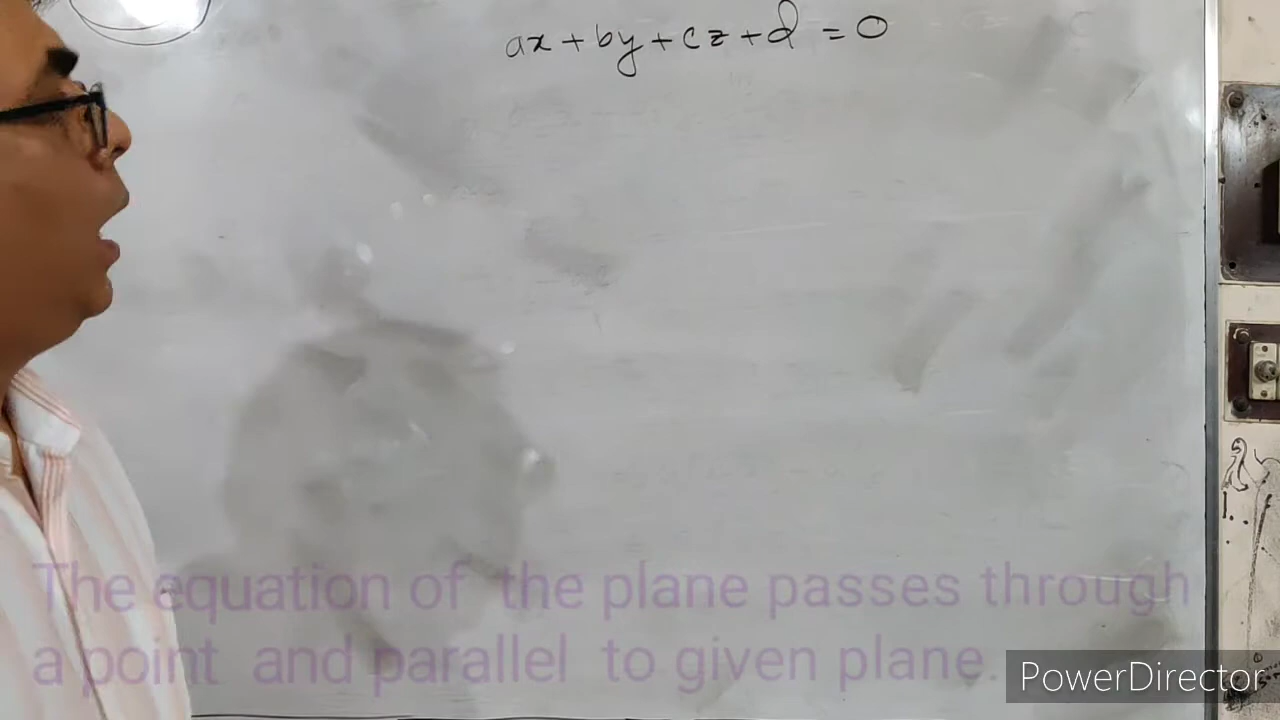 ax + by + cz + d = 0
The equation of the plane passes through
a point and parallel to given plane.
PowerDirector